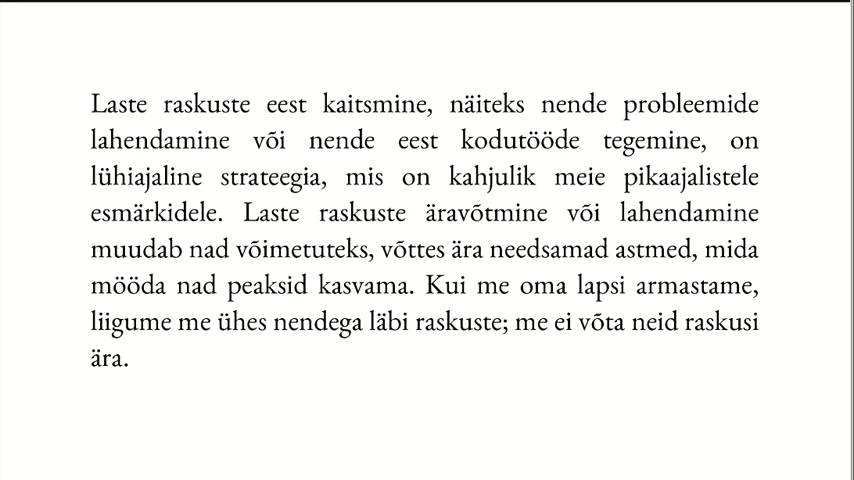 Laste raskuste eest kaitsmine, näiteks nende probleemide
lahendamine või nende eest kodutööde tegemine, on
lühiajaline strateegia, mis on kahjulik meie pikaajalistele
esmärkidele. Laste raskuste äravõtmine või lahendamine
muudab nad võimetuteks, võttes ära needsamad astmed, mida
mööda nad peaksid kasvama. Kui me oma lapsi armastame,
liigume me ühes nendega läbi raskuste; me ei võta neid raskusi
ära.